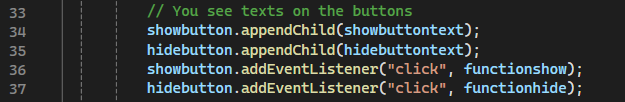 33 // You see texts on the buttons
34 showbutton.appendChild(showbuttontext);
35 hidebutton.appendChild(hidebuttontext);
36 showbutton.addEventListener("click", functionshow);
37 hidebutton.addEventListener("click", functionhide);